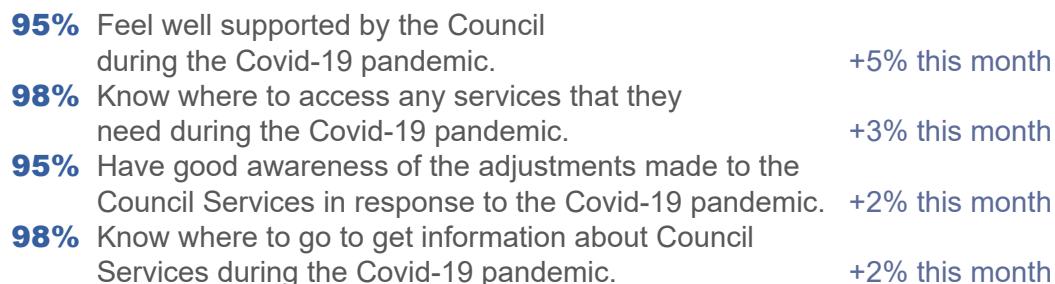 95% Feel well supported by the Council
during the Covid-19 pandemic. +5% this month
98% Know where to access any services that they
need during the Covid-19 pandemic. +3% this month
95% Have good awareness of the adjustments made to the
Council Services in response to the Covid-19 pandemic. +2% this month
98% Know where to go to get information about Council
Services during the Covid-19 pandemic. +2% this month